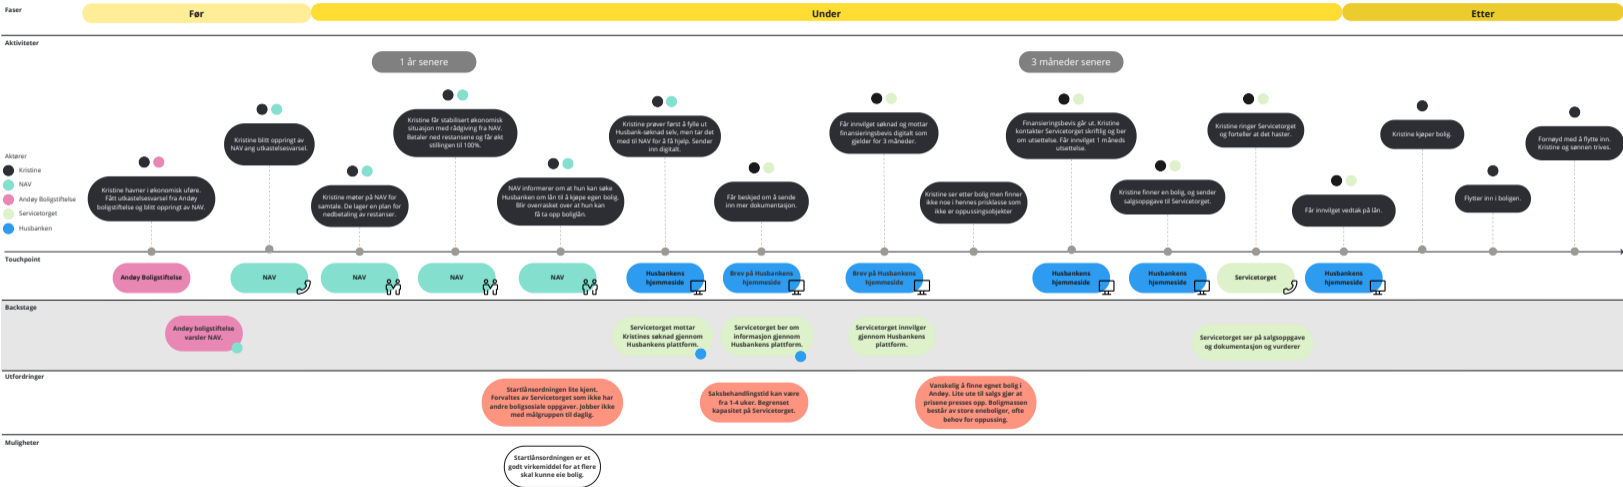 Faser
Før
Under
Etter
Aktiviteter
1 år senere
3 måneder senere
Aktører
Kristine
NAV
Andøy Boligstiftelse
Servicetorget
Husbanken
Kristine havner i økonomisk uføre.
Fått utkastelsesvarsel fra Andøy
boligstiftelse og blitt oppringt av NAV.
Kristine blitt oppringt av
NAV ang utkastelsesvarsel.
Kristine møter på NAV for
samtale. De lager en plan for
nedbetaling av restanser.
Kristine får stabilisert økonomisk
situasjon med rådgiving fra NAV.
Betaler ned restansene og får økt
stillingen til 100%.
NAV informerer om at hun kan søke
Husbanken om lån til å kjøpe egen bolig.
Blir overrasket over at hun kan
få ta opp boliglån.
Kristine prøver først å fylle ut
Husbank-søknad selv, men tar det
med til NAV for å få hjelp. Sender
inn digitalt.
Får beskjed om å sende
inn mer dokumentasjon.
Får innvilget søknad og mottar
finansieringsbevis digitalt som
gjelder for 3 måneder.
Kristine ser etter bolig men finner
ikke noe i hennes prisklasse som
ikke er oppussingsobjekter
Finansieringsbevis går ut. Kristine
kontakter Servicetorget skriftlig og ber
om utsettelse. Får innvilget 1 måneds
utsettelse.
Kristine finner en bolig, og sender
salgsoppgave til Servicetorget.
Kristine ringer Servicetorget
og forteller at det haster.
Får innvilget vedtak på lån.
Kristine kjøper bolig.
Flytter inn i boligen.
Fornøyd med å flytte inn.
Kristine og sønnen trives.
Touchpoint
Andøy Boligstiftelse
NAV
NAV
NAV
NAV
Husbankens
hjemmeside
Brev på Husbankens
hjemmeside
Brev på Husbankens
hjemmeside
Husbankens
hjemmeside
Husbankens
hjemmeside
Servicetorget
Husbankens
hjemmeside
Backstage
Andøy boligstiftelse
varsler NAV.
Servicetorget mottar
Kristines søknad gjennom
Husbankens plattform.
Servicetorget ber om
informasjon gjennom
Husbankens plattform.
Servicetorget innvilger
gjennom Husbankens
plattform.
Servicetorget ser på salgsoppgave
og dokumentasjon og vurderer
Utfordringer
Startlånsordningen lite kjent.
Forvaltes av Servicetorget som ikke har
andre boligsosiale oppgaver. Jobber ikke
med målgruppen til daglig.
Saksbehandlingstid kan være
fra 1-4 uker. Begrenset
kapasitet på Servicetorget.
Vanskelig å finne egnet bolig i
Andøy. Lite ute til salgs gjør at
prisene presses opp. Boligmassen
består av store eneboliger, ofte
behov for oppussing.
Muligheter
Startlånsordningen er et
godt virkemiddel for at flere
skal kunne eie bolig.